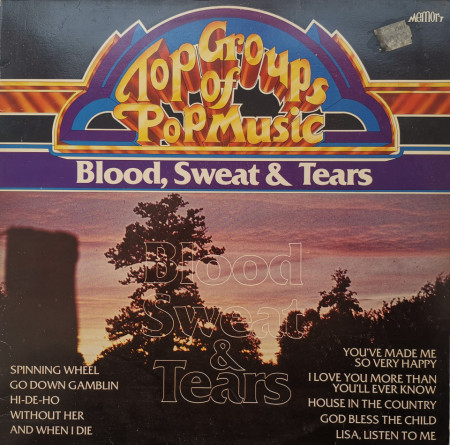 MEMORY
Top Groups
of
Pop Music
Blood, Sweat & Tears
Blood
Sweat
&
Tears
SPINNING WHEEL
GO DOWN GAMBLIN
HI-DE-HO
WITHOUT HER
AND WHEN I DIE
YOU'VE MADE ME
SO VERY HAPPY
I LOVE YOU MORE THAN
YOU'LL EVER KNOW
HOUSE IN THE COUNTRY
GOD BLESS THE CHILD
LISA, LISTEN TO ME